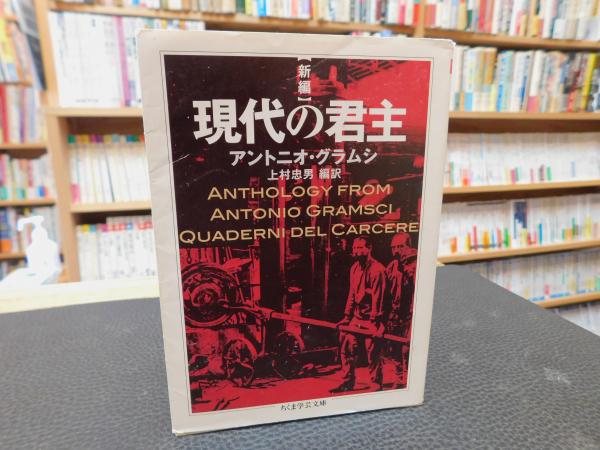 【新編】
現代の君主
アントニオ・グラムシ
上村忠男 編訳
ANTHOLOGY FROM
ANTONIO GRAMSCI
QUADERNI DEL CARCERE
ちくま学芸文庫